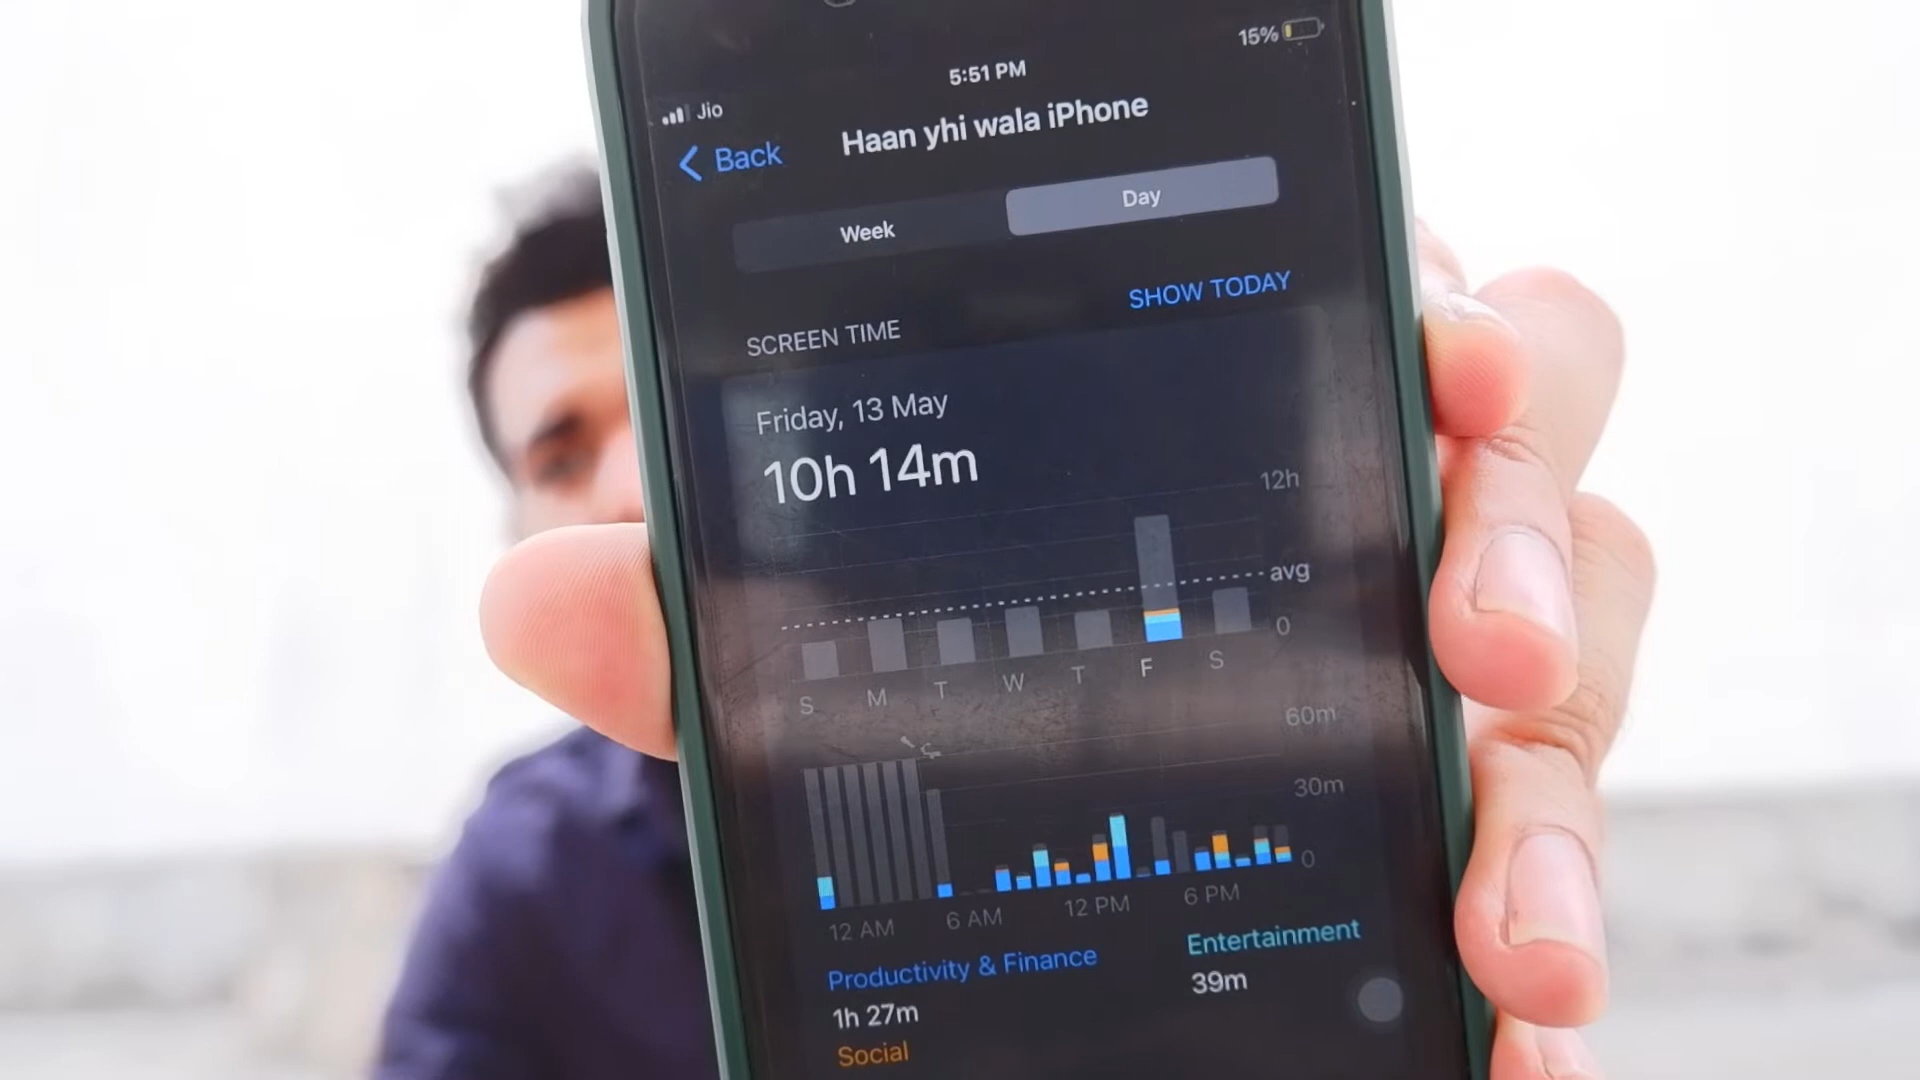 15%
5:51 PM
Jio
Back
Haan yhi wala iPhone
Week
Day
SHOW TODAY
SCREEN TIME
Friday, 13 May
10h 14m
12h
avg
0
S M T W T F S
60m
30m
0
12 AM 6 AM 12 PM 6 PM
Productivity & Finance
1h 27m
Entertainment
39m
Social